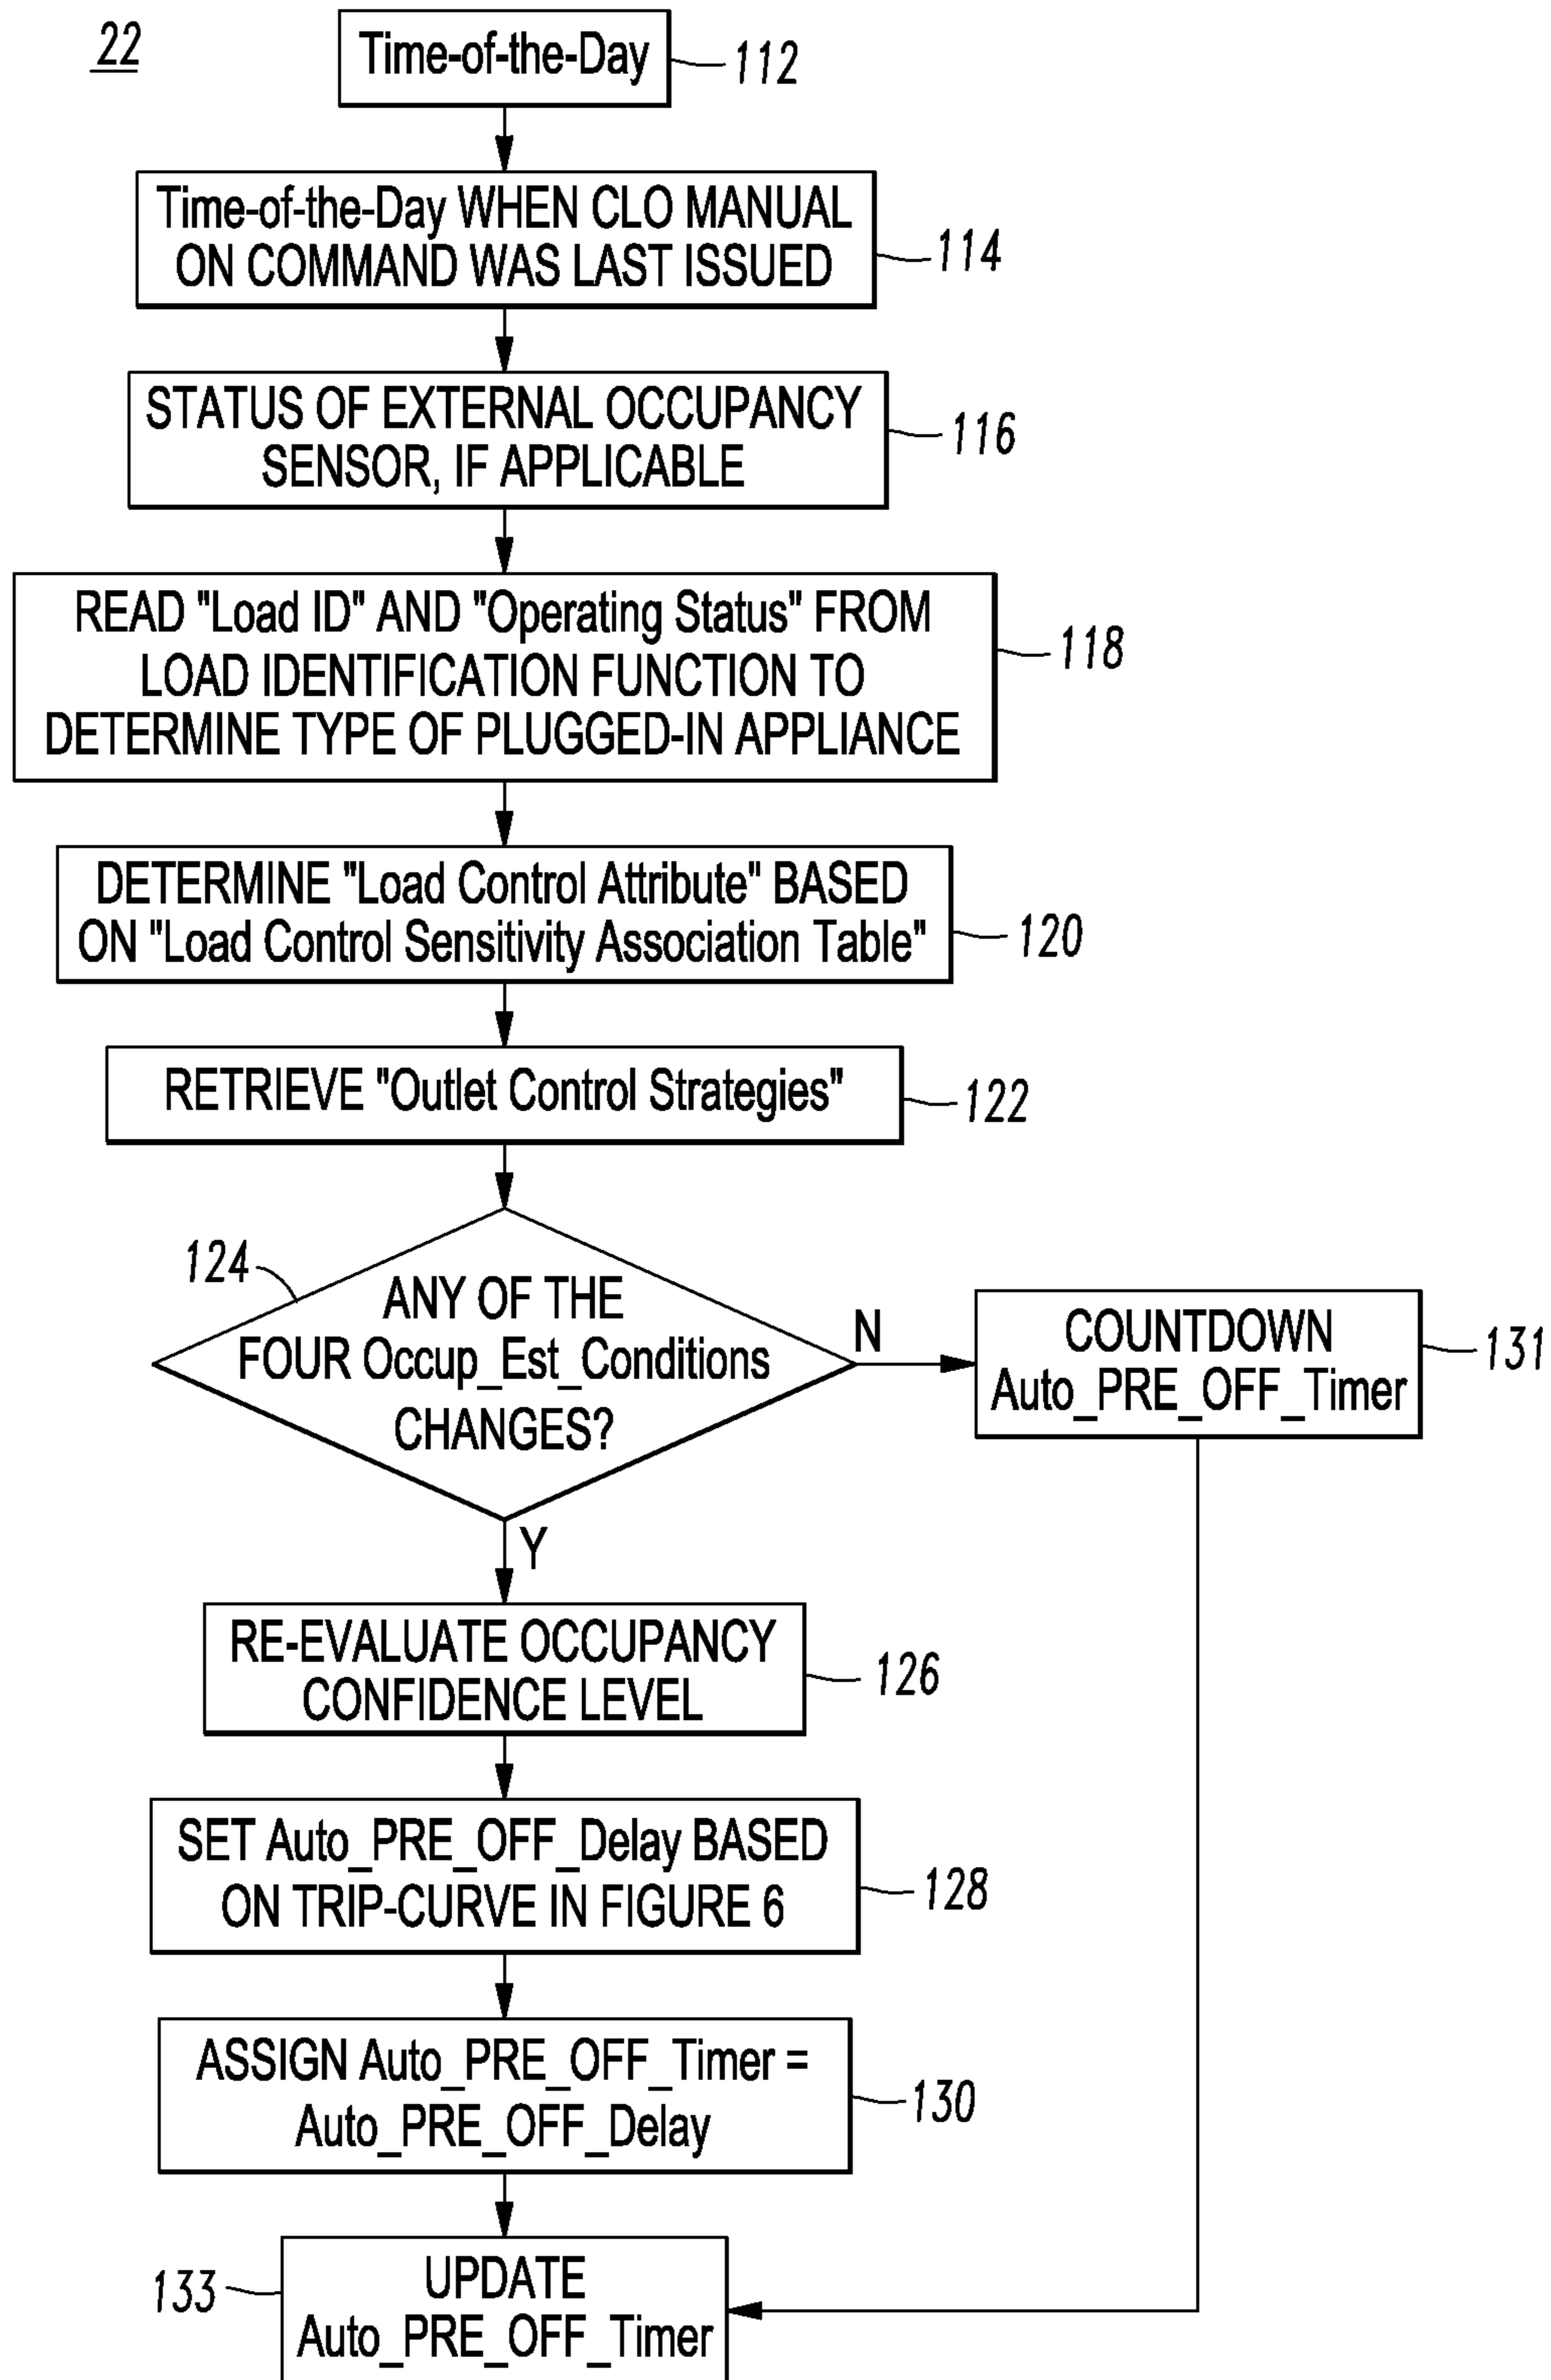 22
Time-of-the-Day
112
Time-of-the-Day WHEN CLO MANUAL
ON COMMAND WAS LAST ISSUED
114
STATUS OF EXTERNAL OCCUPANCY
SENSOR, IF APPLICABLE
116
READ "Load ID" AND "Operating Status" FROM
LOAD IDENTIFICATION FUNCTION TO
DETERMINE TYPE OF PLUGGED-IN APPLIANCE
118
DETERMINE "Load Control Attribute" BASED
ON "Load Control Sensitivity Association Table"
120
RETRIEVE "Outlet Control Strategies"
122
124
ANY OF THE
FOUR Occup_Est_Conditions
CHANGES?
N
COUNTDOWN
Auto_PRE_OFF_Timer
131
Y
RE-EVALUATE OCCUPANCY
CONFIDENCE LEVEL
126
SET Auto_PRE_OFF_Delay BASED
ON TRIP-CURVE IN FIGURE 6
128
ASSIGN Auto_PRE_OFF_Timer =
Auto_PRE_OFF_Delay
130
133
UPDATE
Auto_PRE_OFF_Timer